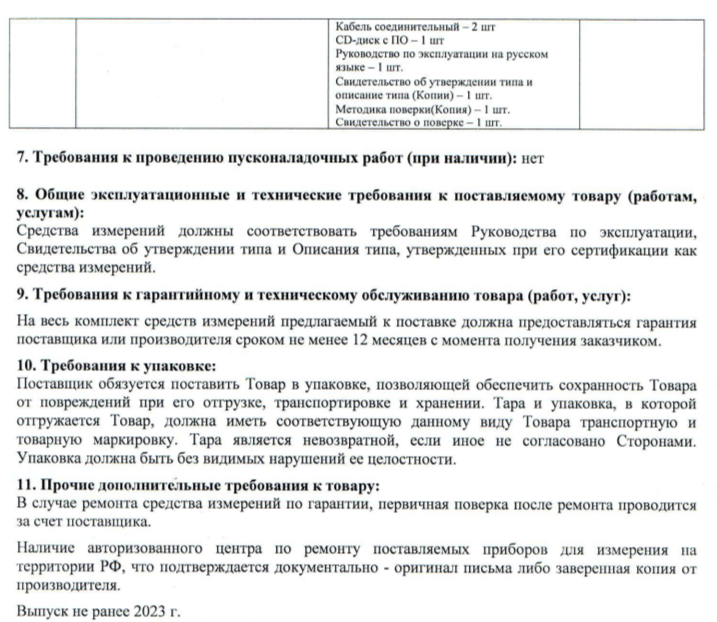 Кабель соединительный – 2 шт
CD-диск с ПО – 1 шт
Руководство по эксплуатации на русском
языке – 1 шт.
Свидетельство об утверждении типа и
описание типа (Копии) – 1 шт.
Методика поверки(Копия) – 1 шт.
Свидетельство о поверке – 1 шт.
7. Требования к проведению пусконаладочных работ (при наличии): нет
8. Общие эксплуатационные и технические требования к поставляемому товару (работам,
услугам):
Средства измерений должны соответствовать требованиям Руководства по эксплуатации,
Свидетельства об утверждении типа и Описания типа, утвержденных при его сертификации как
средства измерений.
9. Требования к гарантийному и техническому обслуживанию товара (работ, услуг):
На весь комплект средств измерений предлагаемый к поставке должна предоставляться гарантия
поставщика или производителя сроком не менее 12 месяцев с момента получения заказчиком.
10. Требования к упаковке:
Поставщик обязуется поставить Товар в упаковке, позволяющей обеспечить сохранность Товара
от повреждений при его отгрузке, транспортировке и хранении. Тара и упаковка, в которой
отгружается Товар, должна иметь соответствующую данному виду Товара транспортную и
товарную маркировку. Тара является невозвратной, если иное не согласовано Сторонами.
Упаковка должна быть без видимых нарушений ее целостности.
11. Прочие дополнительные требования к товару:
В случае ремонта средства измерений по гарантии, первичная поверка после ремонта проводится
за счет поставщика.
Наличие авторизованного центра по ремонту поставляемых приборов для измерения на
территории РФ, что подтверждается документально - оригинал письма либо заверенная копия от
производителя.
Выпуск не ранее 2023 г.